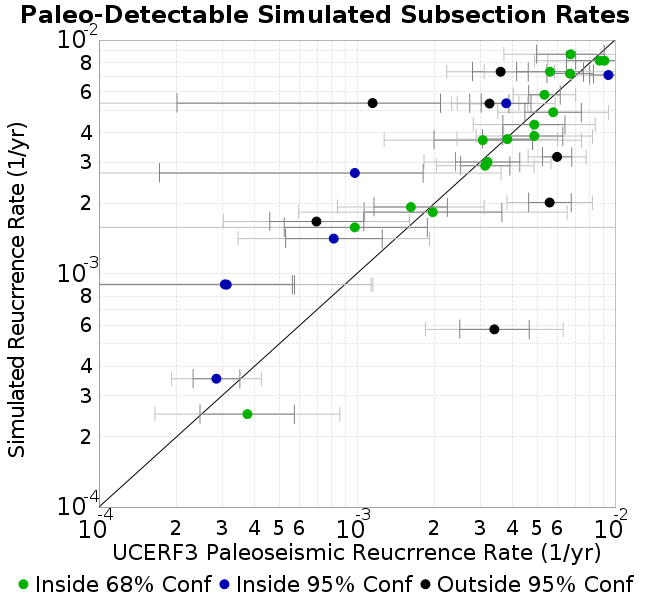 Paleo-Detectable Simulated Subsection Rates
10-2
8
6
4
3
2
10-3
8
6
4
3
2
10-4
Simulated Reucrrence Rate (1/yr)
10-4 2 3 4 5 6 10-3 2 3 4 5 6 10-2
UCERF3 Paleoseismic Reucrrence Rate (1/yr)
Inside 68% Conf Inside 95% Conf Outside 95% Conf